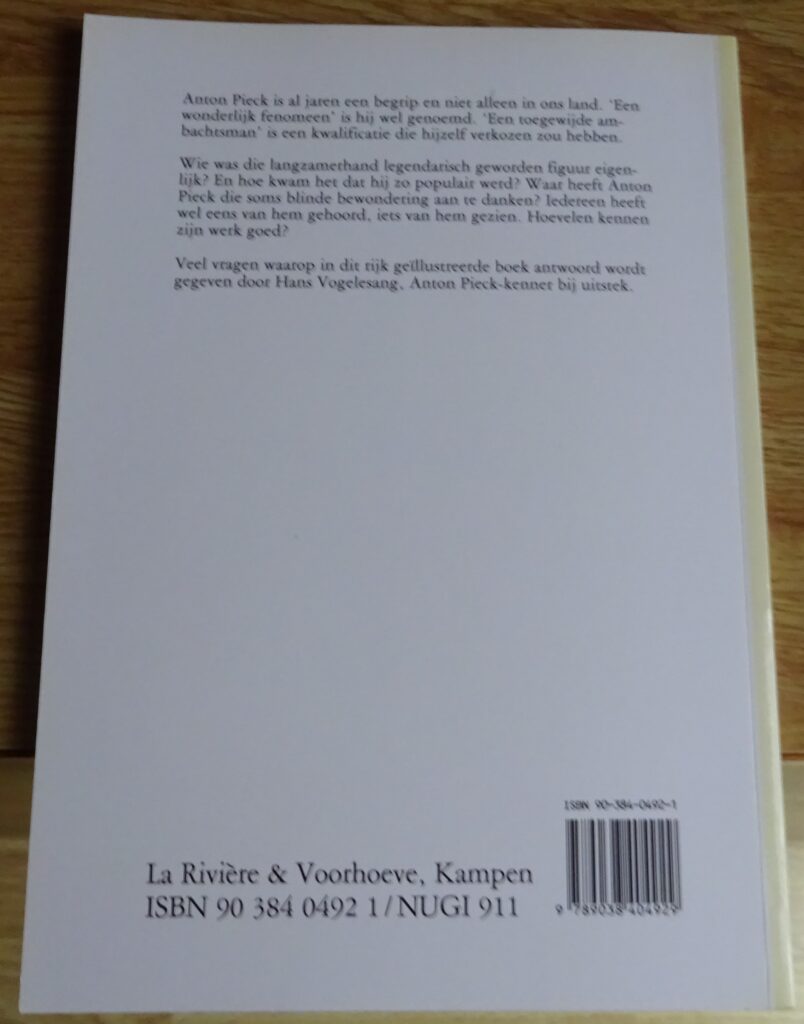 Anton Pieck is al jaren een begrip en niet alleen in ons land. 'Een
wonderlijk fenomeen' is hij wel genoemd. 'Een toegewijde am-
bachtsman' is een kwalificatie die hijzelf verkozen zou hebben.
Wie was die langzamerhand legendarisch geworden figuur eigen-
lijk? En hoe kwam het dat hij zo populair werd? Waar heeft Anton
Pieck die soms blinde bewondering aan te danken? Iedereen heeft
wel eens van hem gehoord, iets van hem gezien. Hoevelen kennen
zijn werk goed?
Veel vragen waarop in dit rijk geïllustreerde boek antwoord wordt
gegeven door Hans Vogelesang, Anton Pieck-kenner bij uitstek.
ISBN 90-384-0492-1
La Rivière & Voorhoeve, Kampen
ISBN 90 384 0492 1/NUGI 911
9 789038 404929